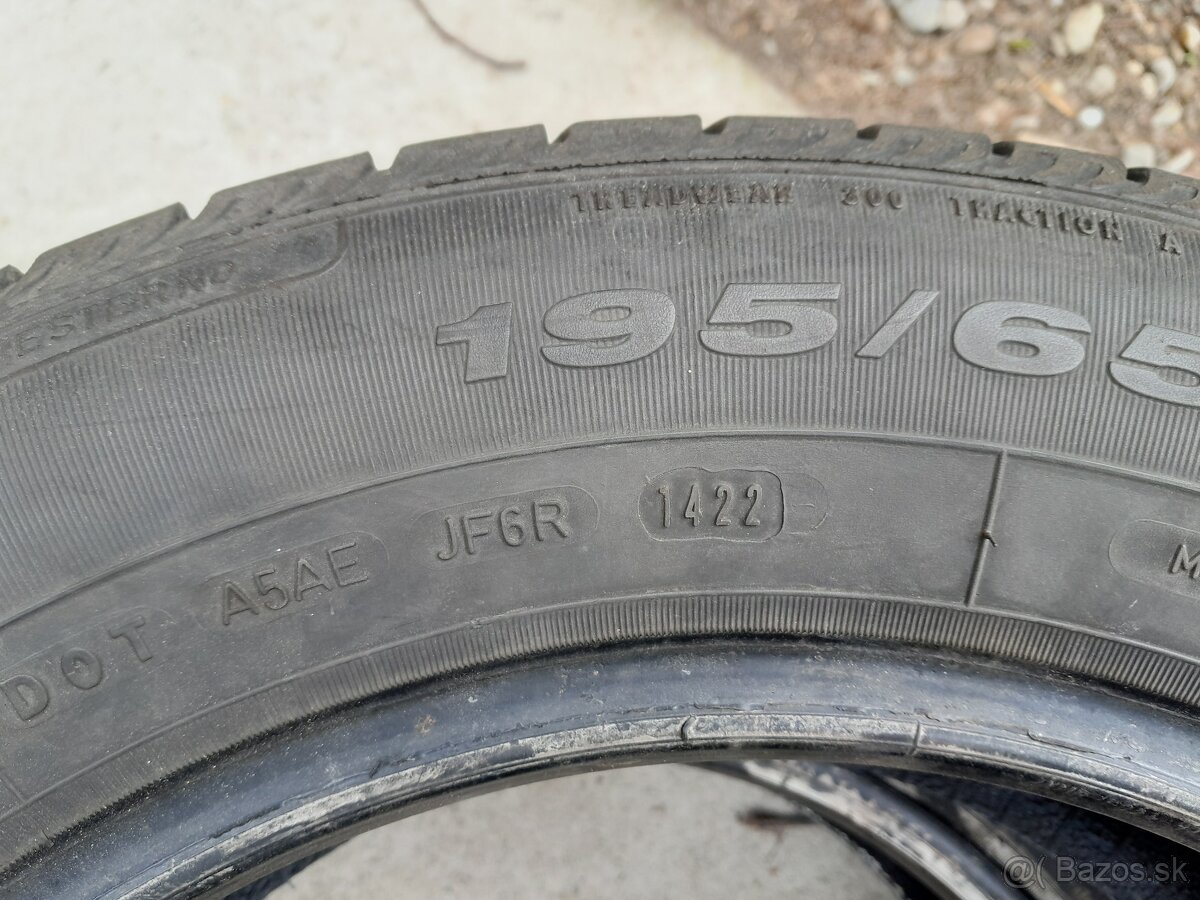 TREADWEAR 300 TRACTION A
195/65
DOT A5AE JF6R 1422
M
Bazos.sk